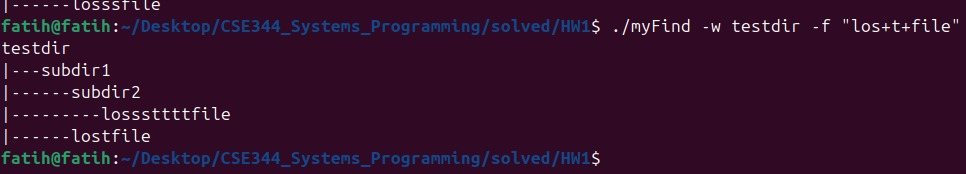 |------losssfile
fatih@fatih:~/Desktop/CSE344_Systems_Programming/solved/HW1$ ./myFind -w testdir -f "los+t+file"
testdir
|---subdir1
|------subdir2
|---------losssttttfile
|------lostfile
fatih@fatih:~/Desktop/CSE344_Systems_Programming/solved/HW1$